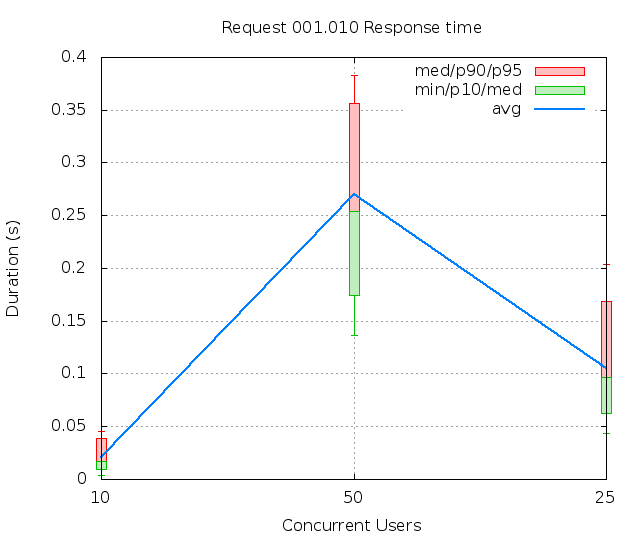 Request 001.010 Response time
med/p90/p95
min/p10/med
avg
Duration (s)
0.4
0.35
0.3
0.25
0.2
0.15
0.1
0.05
0
10
50
25
Concurrent Users